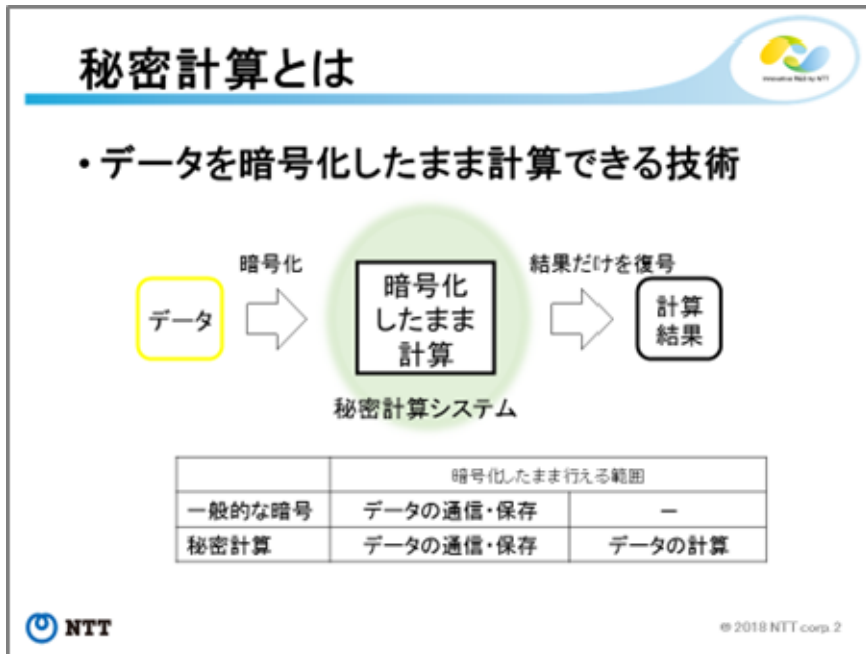 秘密計算とは
Innovative R&D by NTT
・データを暗号化したまま計算できる技術
暗号化
結果だけを復号
データ
暗号化
したまま
計算
計算
結果
秘密計算システム
暗号化したまま行える範囲
一般的な暗号 データの通信・保存 －
秘密計算 データの通信・保存 データの計算
NTT
© 2018 NTT corp. 2